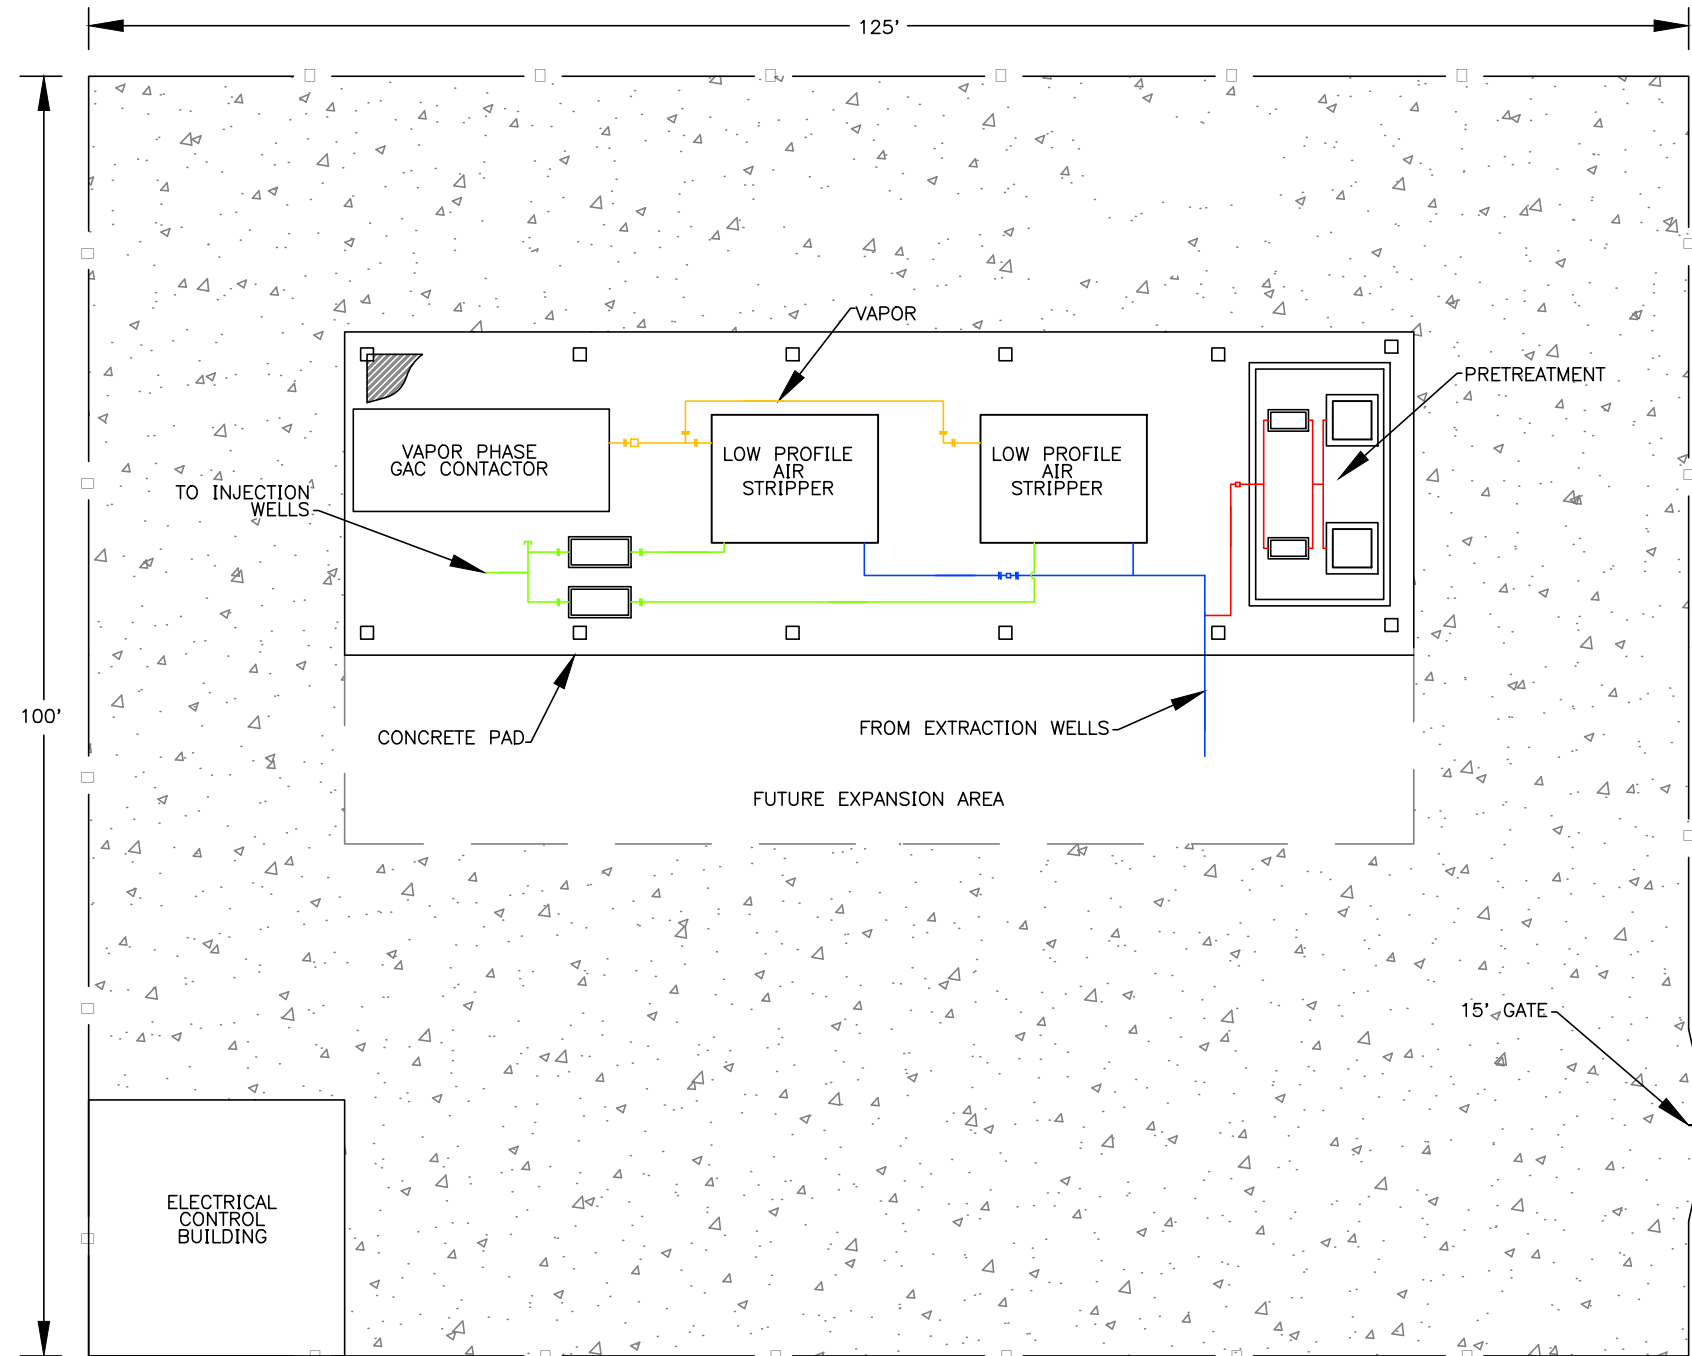 125'
VAPOR
PRETREATMENT
VAPOR PHASE
GAC CONTACTOR
LOW PROFILE
AIR
STRIPPER
LOW PROFILE
AIR
STRIPPER
TO INJECTION
WELLS
100'
CONCRETE PAD
FROM EXTRACTION WELLS
FUTURE EXPANSION AREA
15' GATE
ELECTRICAL
CONTROL
BUILDING